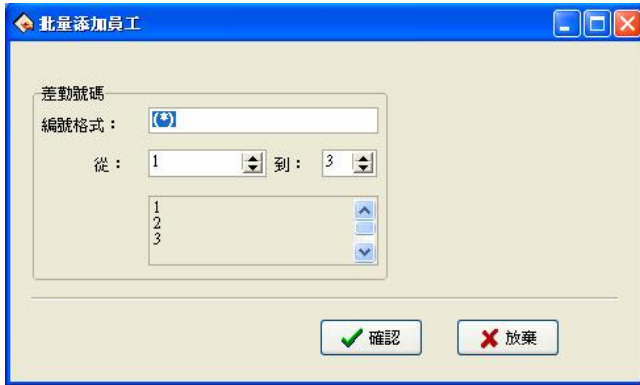 批量添加員工
差勤號碼
編號格式：
(*)
從： 1 到： 3
1
2
3
確認 放棄